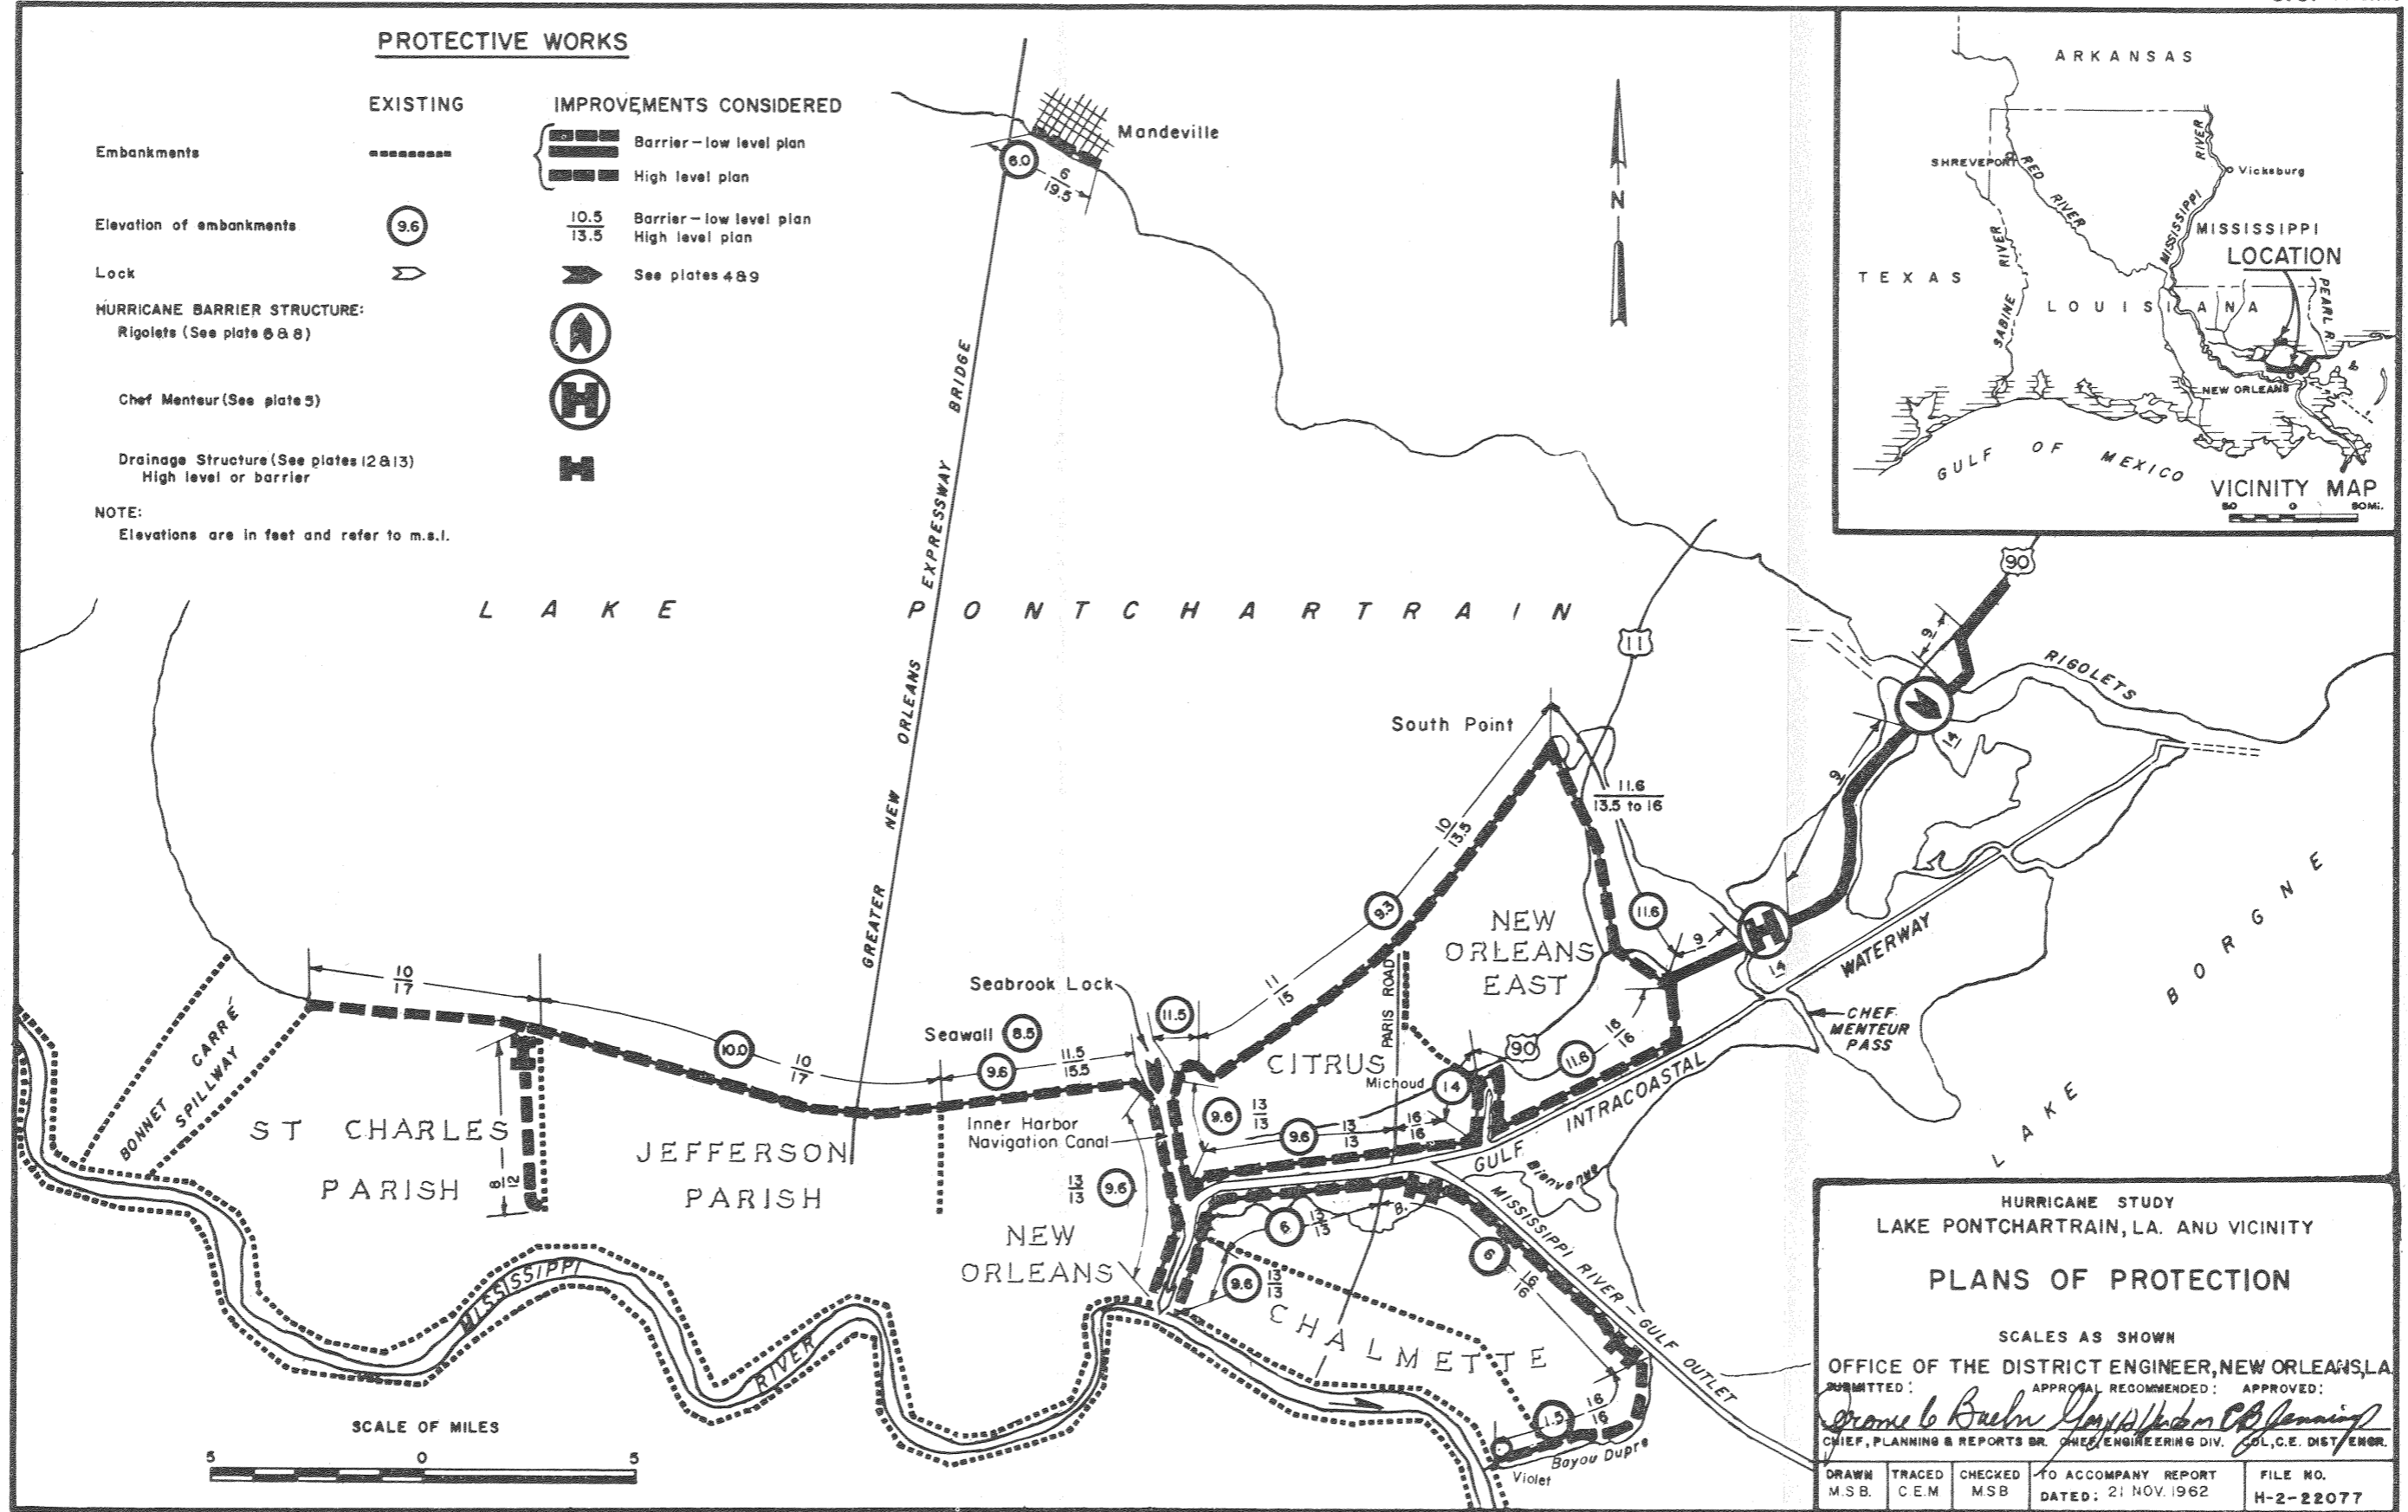 PROTECTIVE WORKS
EXISTING
IMPROVEMENTS CONSIDERED
Embankments
Barrier-low level plan
High level plan
Elevation of embankments
9.6
10.5
13.5
Barrier-low level plan
High level plan
Lock
See plates 4&9
HURRICANE BARRIER STRUCTURE:
Rigolets (See plate 6 & 8)
Chef Menteur (See plate 5)
Drainage Structure (See plates 12 & 13)
High level or barrier
NOTE:
Elevations are in feet and refer to m.s.l.
Mandeville
6.0
6
19.5
N
GREATER NEW ORLEANS EXPRESSWAY BRIDGE
LAKE PONTCHARTRAIN
ARKANSAS
SHREVEPORT
RED RIVER
MISSISSIPPI RIVER
Vicksburg
MISSISSIPPI
LOCATION
TEXAS
SABINE RIVER
LOUISIANA
PEARL R.
NEW ORLEANS
GULF OF MEXICO
VICINITY MAP
50 0 50 Mi.
90
11
9
RIGOLETS
14
9
South Point
11.6
13.5 to 16
10
13.5
9.3
11.6
9
14
NEW
ORLEANS
EAST
PARIS ROAD
11
15
GULF INTRACOASTAL WATERWAY
CHEF
MENTEUR
PASS
LAKE BORGNE
10
17
BONNET CARRÉ
SPILLWAY
ST CHARLES
PARISH
8
12
10.0
10
17
JEFFERSON
PARISH
Seabrook Lock
Seawall 8.5
9.6
11.5
15.5
11.5
Inner Harbor
Navigation Canal
CITRUS
Michoud
14
90
11.6
16
16
9.6
13
13
9.6
13
13
16
16
13
13
9.6
NEW
ORLEANS
B. Bienvenue
6
13
13
9.6
13
13
6
16
16
CHALMETTE
MISSISSIPPI RIVER-GULF OUTLET
1.5
16
16
Violet
Bayou Dupre
MISSISSIPPI RIVER
SCALE OF MILES
5 0 5
HURRICANE STUDY
LAKE PONTCHARTRAIN, LA. AND VICINITY
PLANS OF PROTECTION
SCALES AS SHOWN
OFFICE OF THE DISTRICT ENGINEER, NEW ORLEANS, LA.
SUBMITTED: APPROVAL RECOMMENDED: APPROVED:
CHIEF, PLANNING & REPORTS BR. CHIEF, ENGINEERING DIV. COL, C.E. DIST. ENGR.
DRAWN
M.S.B.
TRACED
C.E.M
CHECKED
M.S.B
TO ACCOMPANY REPORT
DATED: 21 NOV. 1962
FILE NO.
H-2-22077